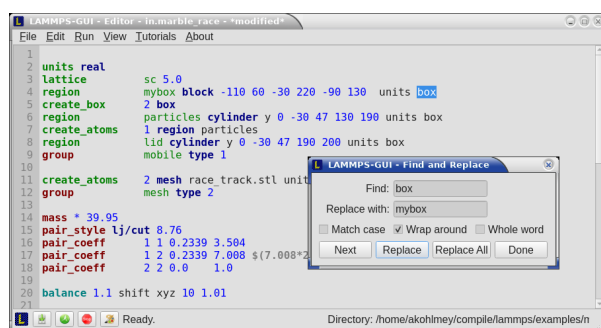 LAMMPS-GUI - Editor - in.marble_race - *modified*
File Edit Run View Tutorials About
1
2 units real
3 lattice sc 5.0
4 region mybox block -110 60 -30 220 -90 130 units box
5 create_box 2 box
6 region particles cylinder y 0 -30 47 130 190 units box
7 create_atoms 1 region particles
8 region lid cylinder y 0 -30 47 190 200 units box
9 group mobile type 1
10
11 create_atoms 2 mesh race_track.stl unit
12 group mesh type 2
13
14 mass * 39.95
15 pair_style lj/cut 8.76
16 pair_coeff 1 1 0.2339 3.504
17 pair_coeff 1 2 0.2339 7.008 $(7.008*2
18 pair_coeff 2 2 0.0 1.0
19
20 balance 1.1 shift xyz 10 1.01
21
LAMMPS-GUI - Find and Replace
Find: box
Replace with: mybox
Match case Wrap around Whole word
Next Replace Replace All Done
Ready. Directory: /home/akohlmey/compile/lammps/examples/n